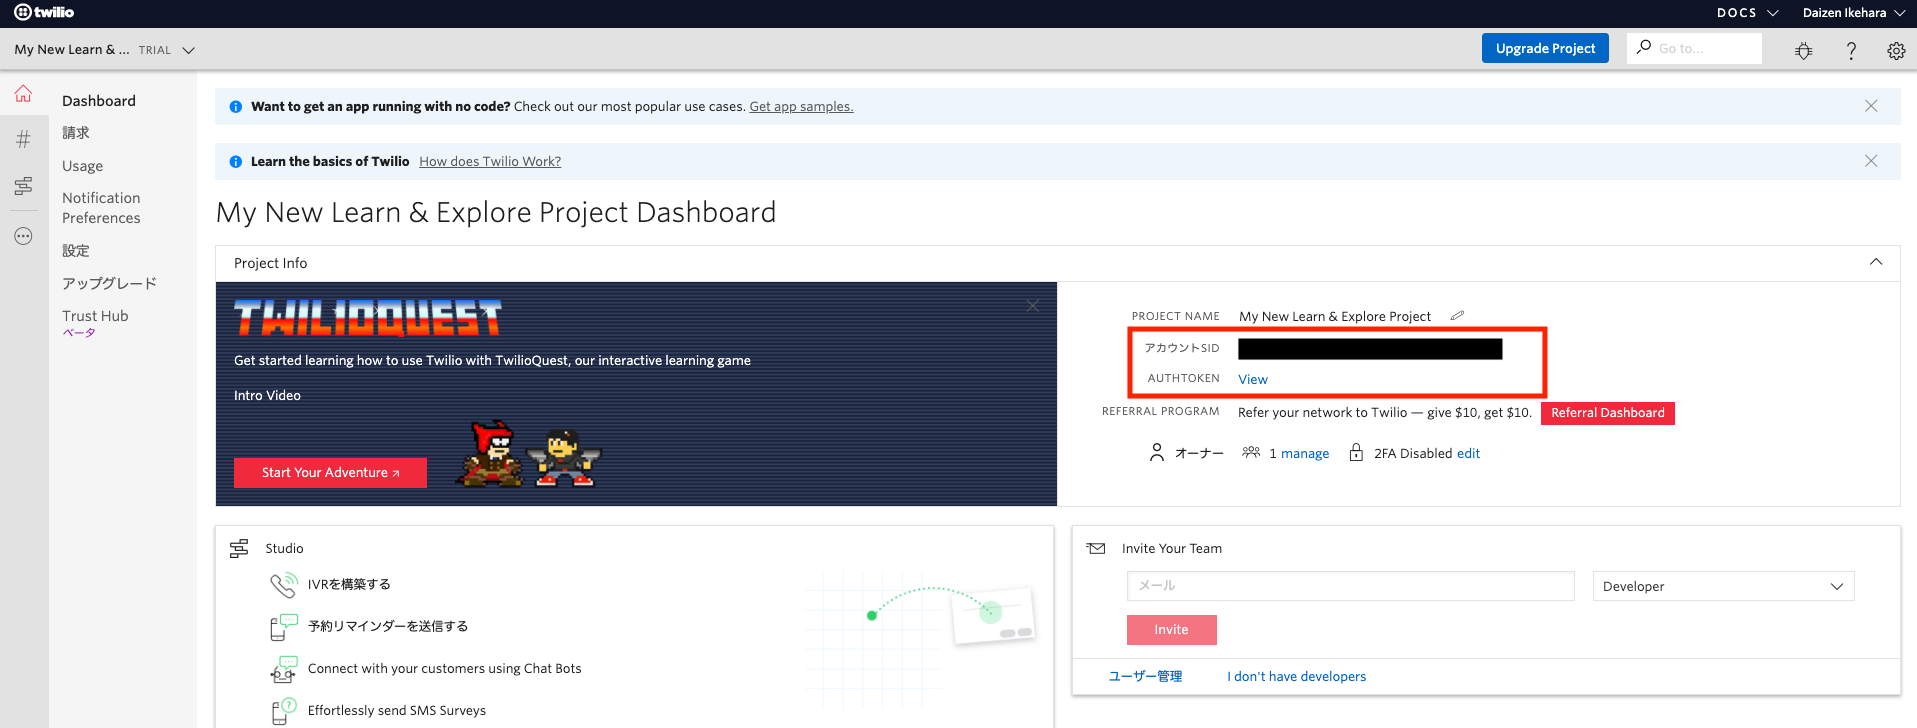 twilio
DOCS
Daizen Ikehara
My New Learn & ... TRIAL
Upgrade Project
Go to...
Dashboard
請求
Usage
Notification
Preferences
設定
アップグレード
Trust Hub
ベータ
Want to get an app running with no code? Check out our most popular use cases. Get app samples.
Learn the basics of Twilio How does Twilio Work?
My New Learn & Explore Project Dashboard
Project Info
TWILIOQUEST
Get started learning how to use Twilio with TwilioQuest, our interactive learning game
Intro Video
Start Your Adventure
PROJECT NAME My New Learn & Explore Project
アカウントSID
AUTHTOKEN View
REFERRAL PROGRAM Refer your network to Twilio — give $10, get $10. Referral Dashboard
オーナー 1 manage 2FA Disabled edit
Studio
IVRを構築する
予約リマインダーを送信する
Connect with your customers using Chat Bots
Effortlessly send SMS Surveys
Invite Your Team
メール
Developer
Invite
ユーザー管理 I don't have developers